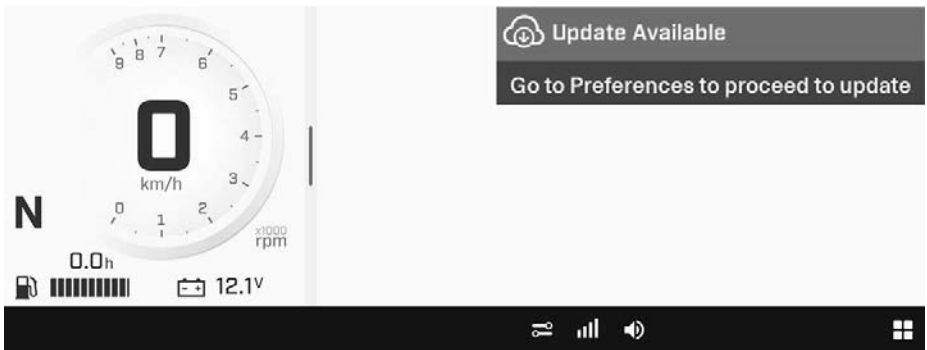 Update Available
Go to Preferences to proceed to update
9 8 7 6 5 4 3 2 1 0
0
km/h
x1000
rpm
N
0.0h
12.1V